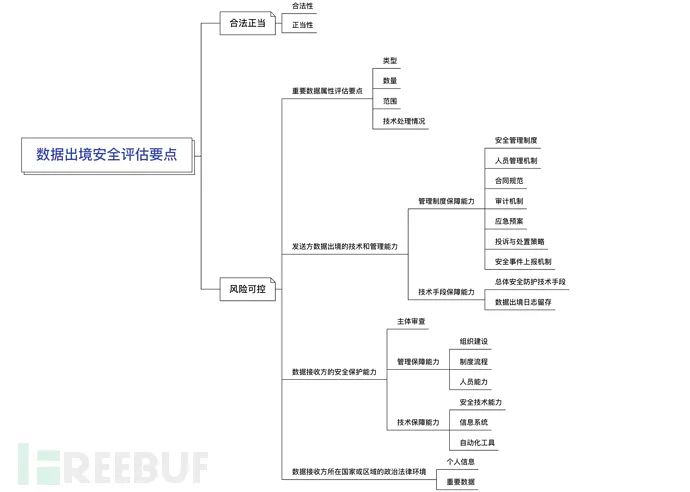 数据出境安全评估要点
合法正当
合法性
正当性
风险可控
重要数据属性评估要点
类型
数量
范围
技术处理情况
发送方数据出境的技术和管理能力
管理制度保障能力
安全管理制度
人员管理机制
合同规范
审计机制
应急预案
投诉与处置策略
安全事件上报机制
技术手段保障能力
总体安全防护技术手段
数据出境日志留存
数据接收方的安全保护能力
主体审查
管理保障能力
组织建设
制度流程
人员能力
技术保障能力
安全技术能力
信息系统
自动化工具
数据接收方所在国家或区域的政治法律环境
个人信息
重要数据
FREEBUF